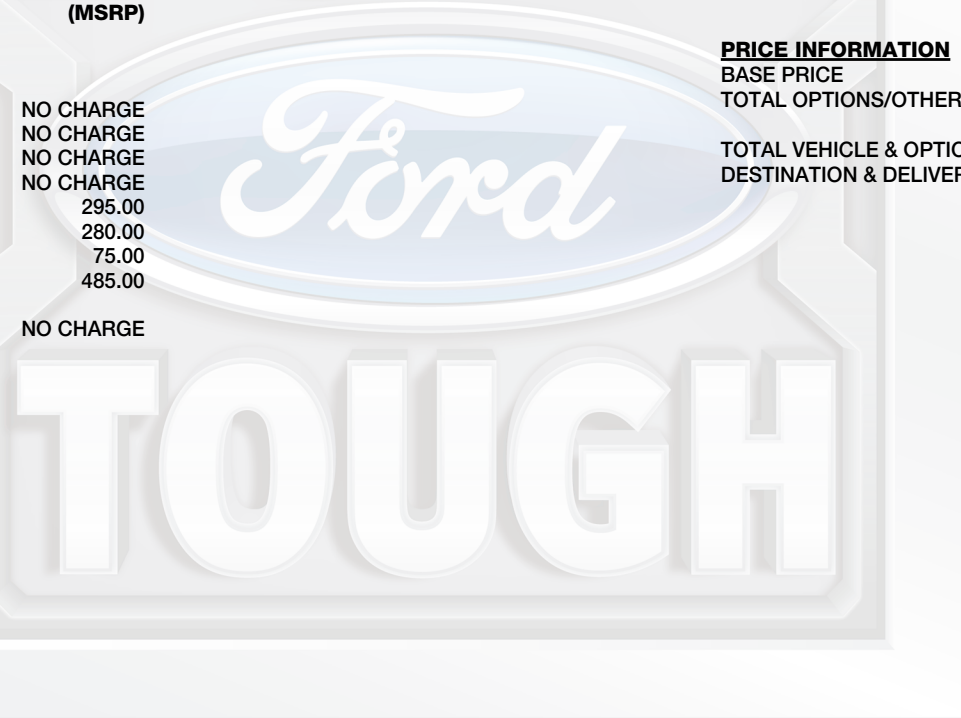 (MSRP)
NO CHARGE
NO CHARGE
NO CHARGE
NO CHARGE
295.00
280.00
75.00
485.00
NO CHARGE
PRICE INFORMATION
BASE PRICE
TOTAL OPTIONS/OTHER
TOTAL VEHICLE & OPTIO
DESTINATION & DELIVER
Ford
TOUGH